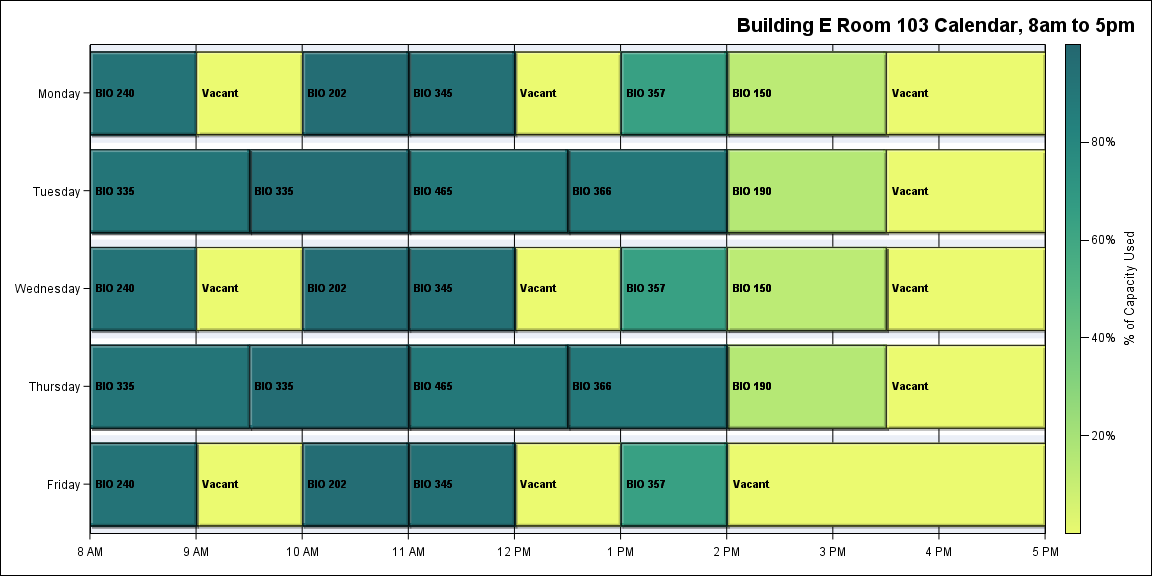 Building E Room 103 Calendar, 8am to 5pm
Monday
BIO 240
Vacant
BIO 202
BIO 345
Vacant
BIO 357
BIO 150
Vacant
Tuesday
BIO 335
BIO 335
BIO 465
BIO 366
BIO 190
Vacant
Wednesday
BIO 240
Vacant
BIO 202
BIO 345
Vacant
BIO 357
BIO 150
Vacant
Thursday
BIO 335
BIO 335
BIO 465
BIO 366
BIO 190
Vacant
Friday
BIO 240
Vacant
BIO 202
BIO 345
Vacant
BIO 357
Vacant
8 AM
9 AM
10 AM
11 AM
12 PM
1 PM
2 PM
3 PM
4 PM
5 PM
80%
60%
40%
20%
% of Capacity Used